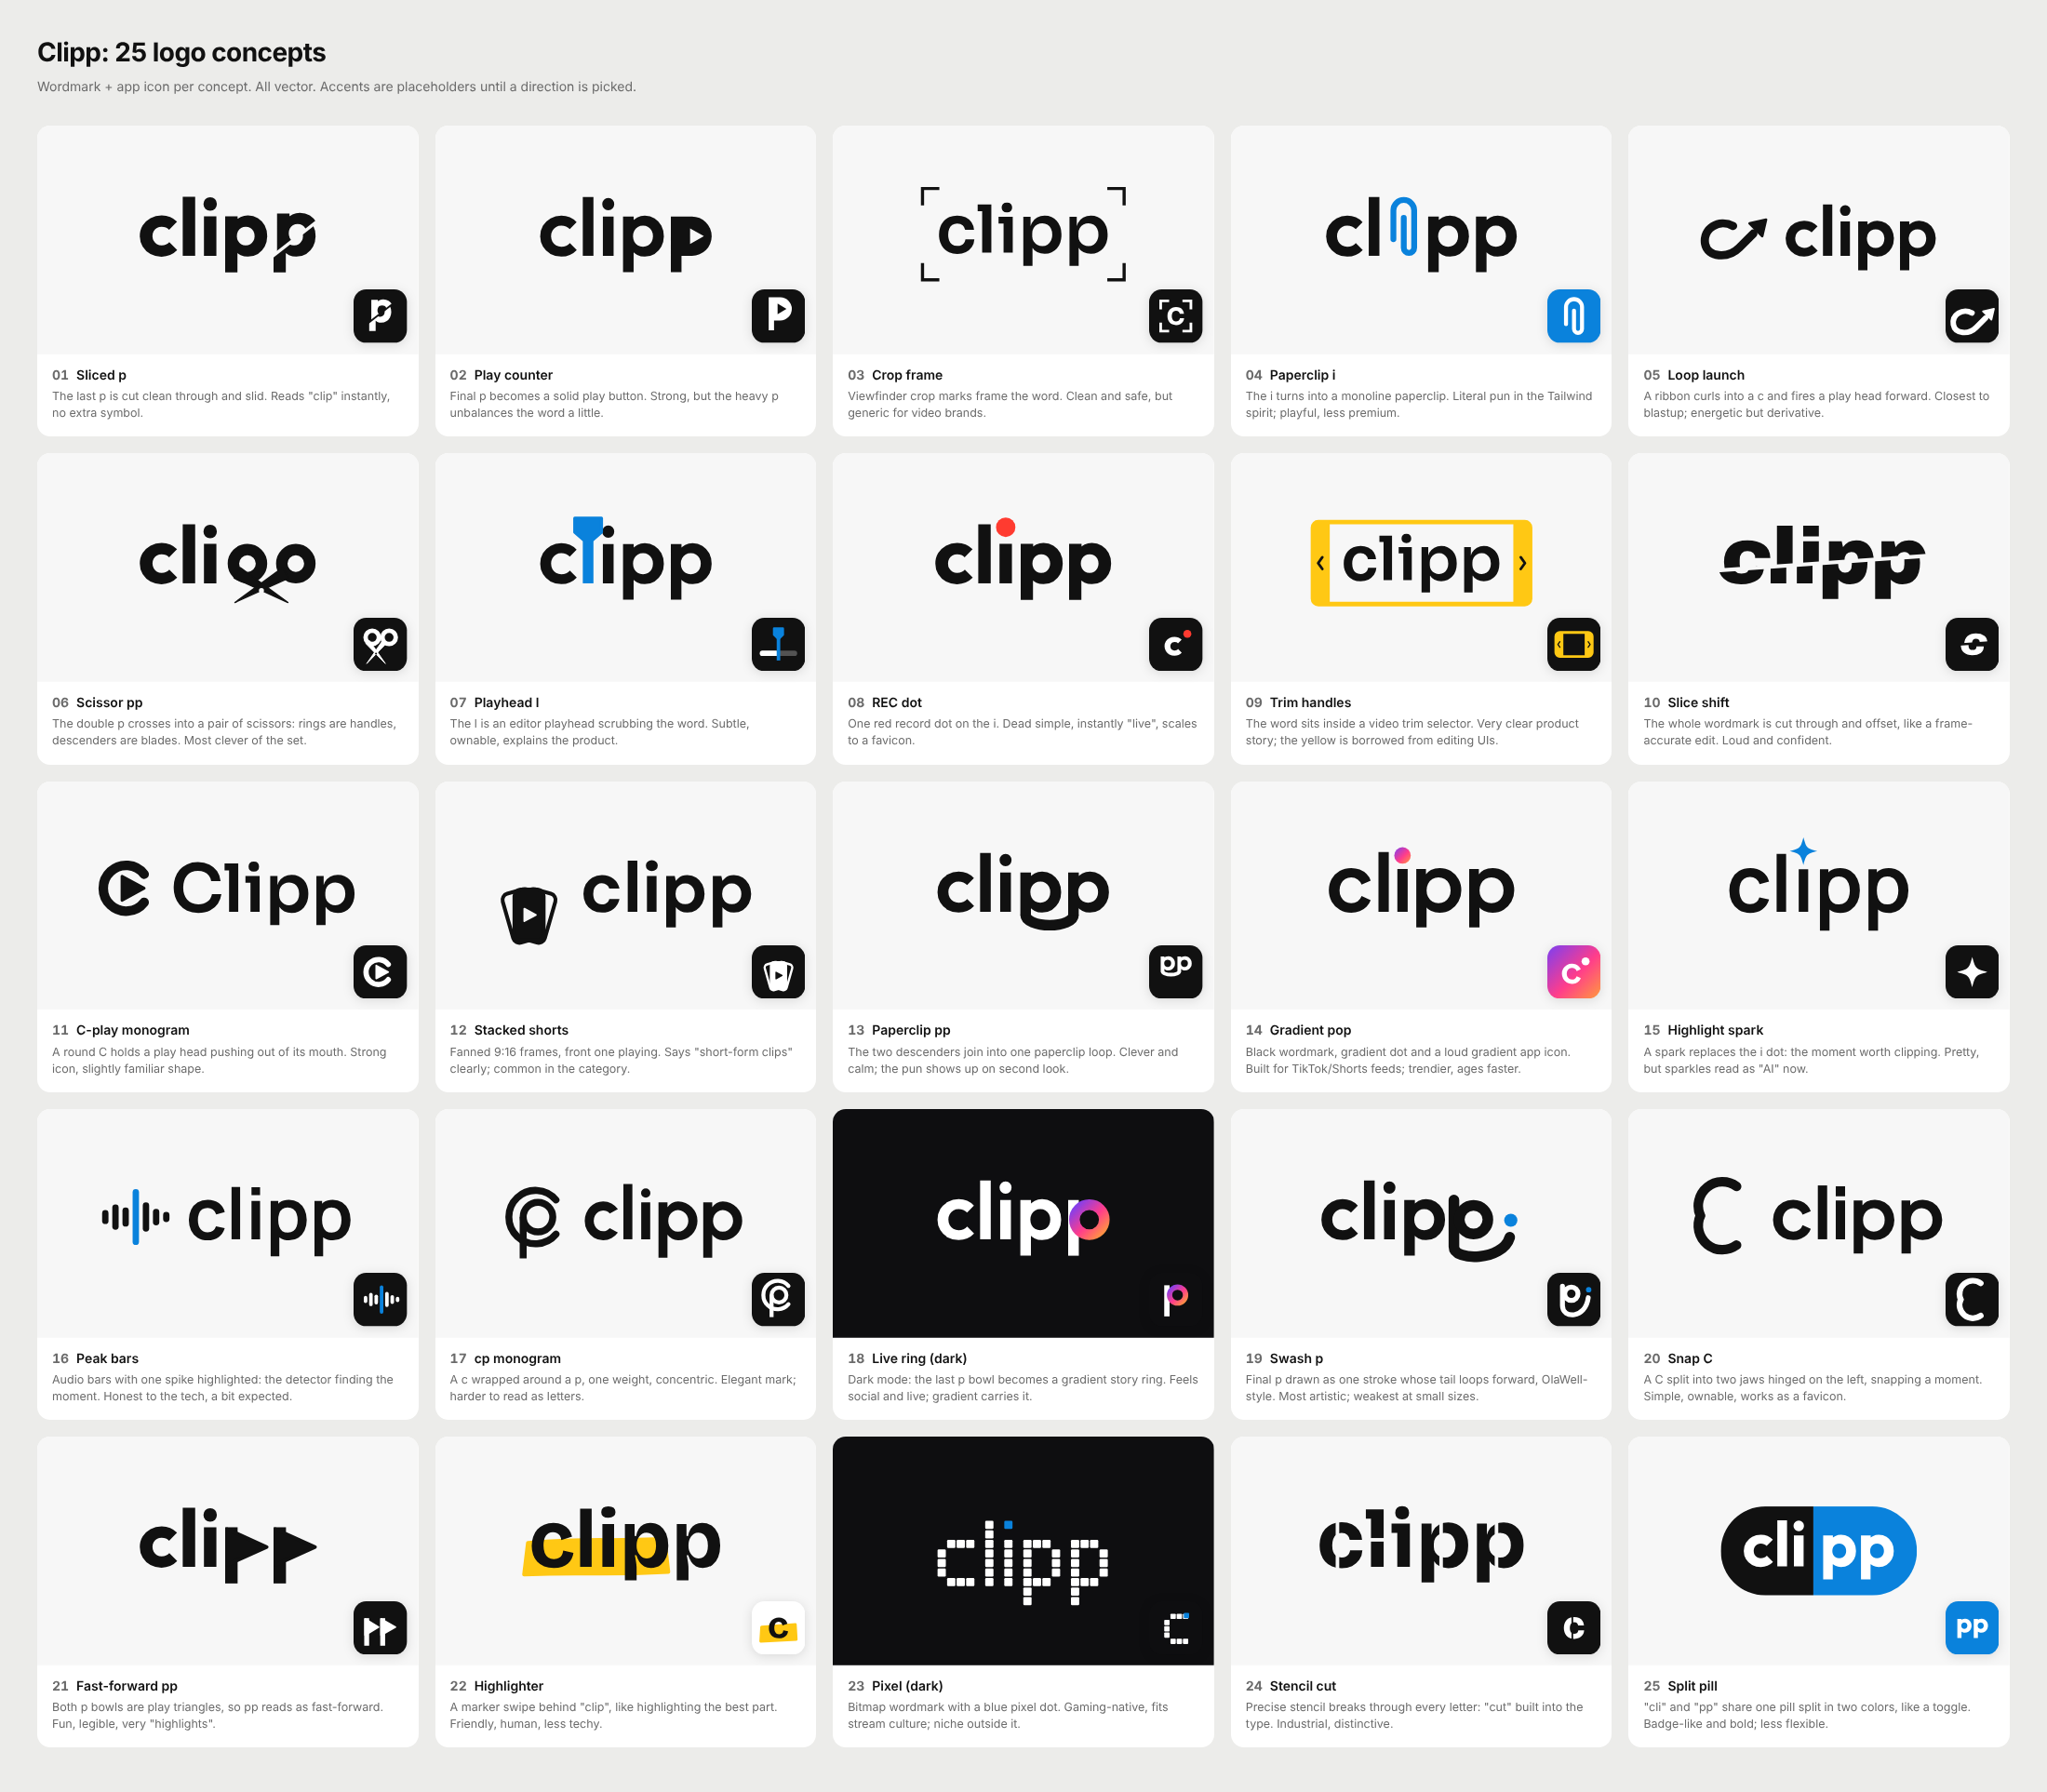 Clipp: 25 logo concepts
Wordmark + app icon per concept. All vector. Accents are placeholders until a direction is picked.
clipp
p
01 Sliced p
The last p is cut clean through and slid. Reads "clip" instantly,
no extra symbol.
clipp
P
02 Play counter
Final p becomes a solid play button. Strong, but the heavy p
unbalances the word a little.
clipp
C
03 Crop frame
Viewfinder crop marks frame the word. Clean and safe, but
generic for video brands.
clipp
04 Paperclip i
The i turns into a monoline paperclip. Literal pun in the Tailwind
spirit; playful, less premium.
clipp
05 Loop launch
A ribbon curls into a c and fires a play head forward. Closest to
blastup; energetic but derivative.
clipp
06 Scissor pp
The double p crosses into a pair of scissors: rings are handles,
descenders are blades. Most clever of the set.
clipp
07 Playhead l
The l is an editor playhead scrubbing the word. Subtle,
ownable, explains the product.
clipp
c
08 REC dot
One red record dot on the i. Dead simple, instantly "live", scales
to a favicon.
clipp
09 Trim handles
The word sits inside a video trim selector. Very clear product
story; the yellow is borrowed from editing UIs.
clipp
c
10 Slice shift
The whole wordmark is cut through and offset, like a frame-
accurate edit. Loud and confident.
C Clipp
C
11 C-play monogram
A round C holds a play head pushing out of its mouth. Strong
icon, slightly familiar shape.
clipp
12 Stacked shorts
Fanned 9:16 frames, front one playing. Says "short-form clips"
clearly; common in the category.
clipp
pp
13 Paperclip pp
The two descenders join into one paperclip loop. Clever and
calm; the pun shows up on second look.
clipp
c
14 Gradient pop
Black wordmark, gradient dot and a loud gradient app icon.
Built for TikTok/Shorts feeds; trendier, ages faster.
clipp
15 Highlight spark
A spark replaces the i dot: the moment worth clipping. Pretty,
but sparkles read as "AI" now.
clipp
16 Peak bars
Audio bars with one spike highlighted: the detector finding the
moment. Honest to the tech, a bit expected.
cp clipp
cp
17 cp monogram
A c wrapped around a p, one weight, concentric. Elegant mark;
harder to read as letters.
clipp
p
18 Live ring (dark)
Dark mode: the last p bowl becomes a gradient story ring. Feels
social and live; gradient carries it.
clipp
p
19 Swash p
Final p drawn as one stroke whose tail loops forward, OlaWell-
style. Most artistic; weakest at small sizes.
C clipp
C
20 Snap C
A C split into two jaws hinged on the left, snapping a moment.
Simple, ownable, works as a favicon.
clipp
pp
21 Fast-forward pp
Both p bowls are play triangles, so pp reads as fast-forward.
Fun, legible, very "highlights".
clipp
c
22 Highlighter
A marker swipe behind "clip", like highlighting the best part.
Friendly, human, less techy.
clipp
c
23 Pixel (dark)
Bitmap wordmark with a blue pixel dot. Gaming-native, fits
stream culture; niche outside it.
clipp
c
24 Stencil cut
Precise stencil breaks through every letter: "cut" built into the
type. Industrial, distinctive.
clipp
pp
25 Split pill
"cli" and "pp" share one pill split in two colors, like a toggle.
Badge-like and bold; less flexible.